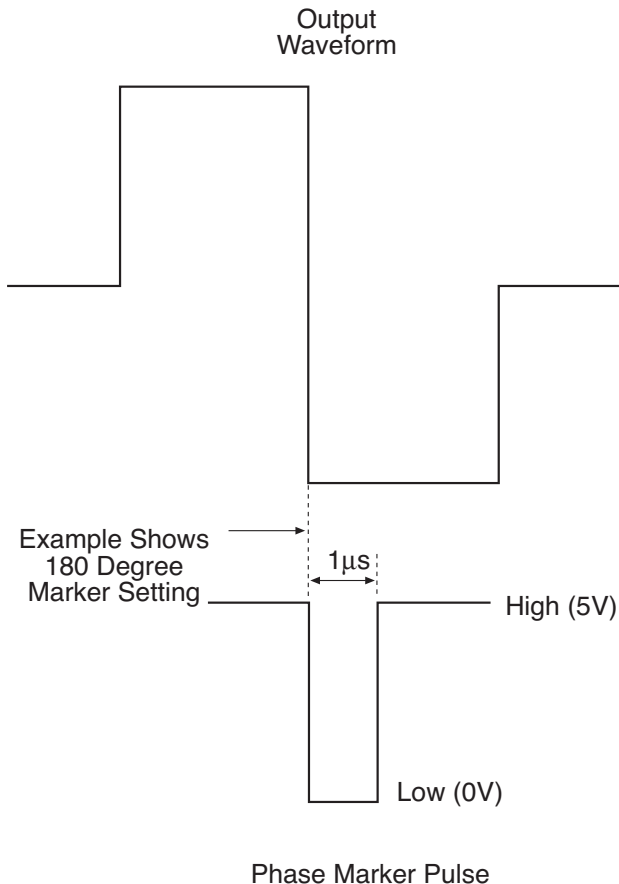 Output
Waveform
Example Shows
180 Degree
Marker Setting
1µs
High (5V)
Low (0V)
Phase Marker Pulse